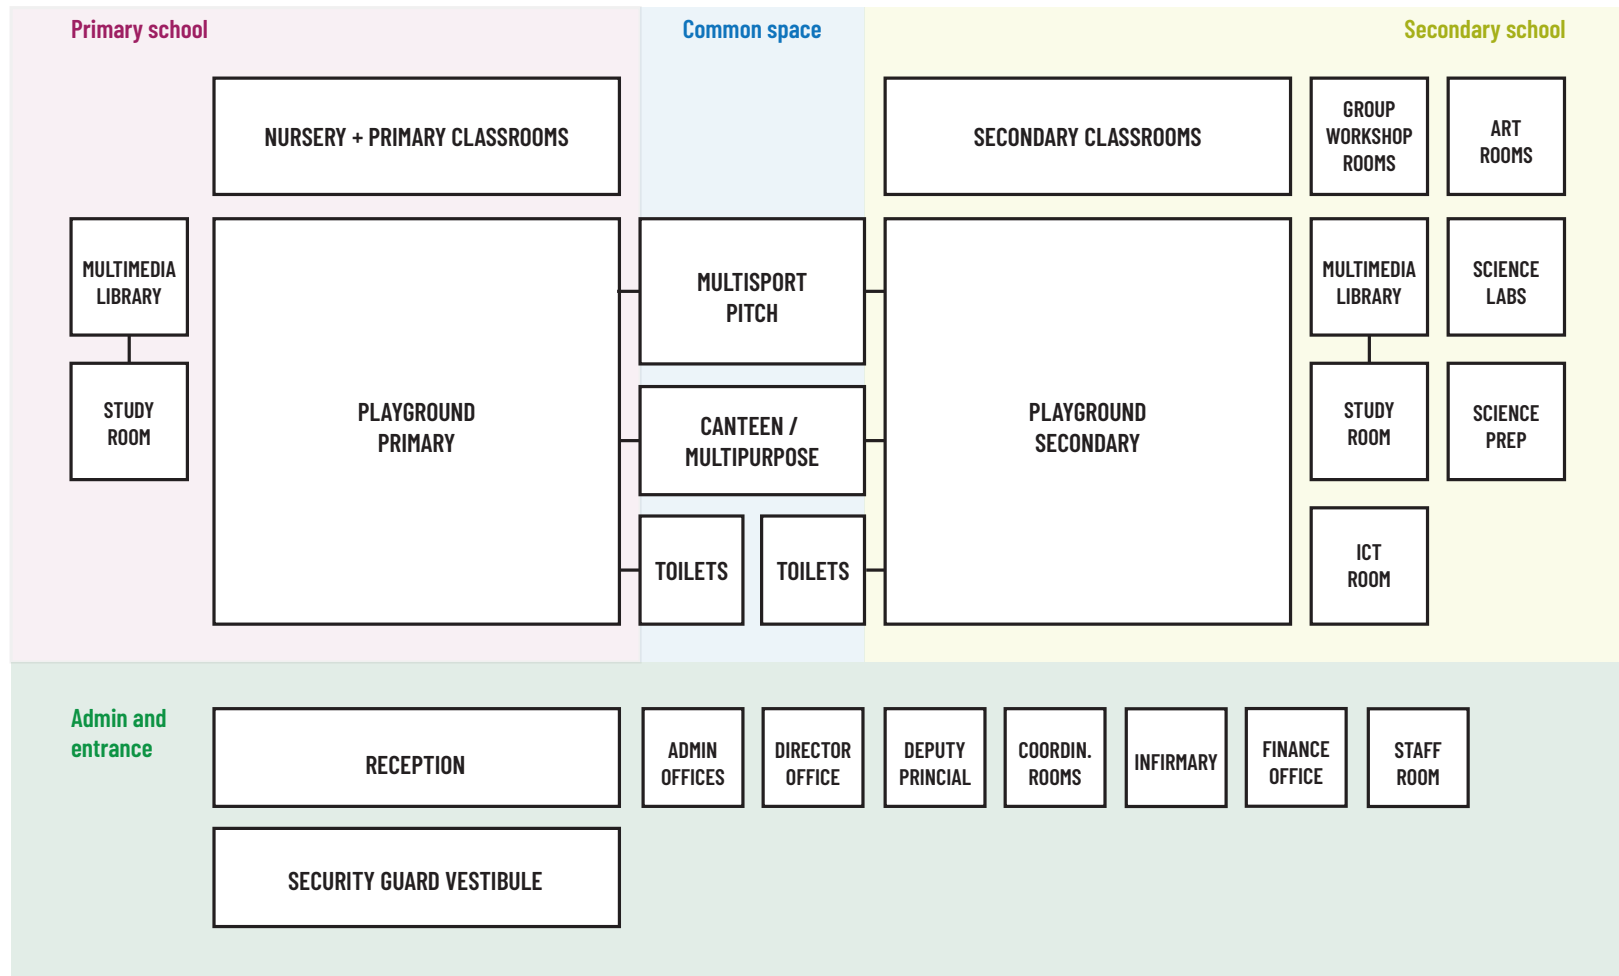 Primary school
Common space
Secondary school
NURSERY + PRIMARY CLASSROOMS
SECONDARY CLASSROOMS
GROUP
WORKSHOP
ROOMS
ART
ROOMS
MULTIMEDIA
LIBRARY
MULTISPORT
PITCH
MULTIMEDIA
LIBRARY
SCIENCE
LABS
STUDY
ROOM
PLAYGROUND
PRIMARY
CANTEEN /
MULTIPURPOSE
PLAYGROUND
SECONDARY
STUDY
ROOM
SCIENCE
PREP
TOILETS
TOILETS
ICT
ROOM
Admin and
entrance
RECEPTION
ADMIN
OFFICES
DIRECTOR
OFFICE
DEPUTY
PRINCIAL
COORDIN.
ROOMS
INFIRMARY
FINANCE
OFFICE
STAFF
ROOM
SECURITY GUARD VESTIBULE